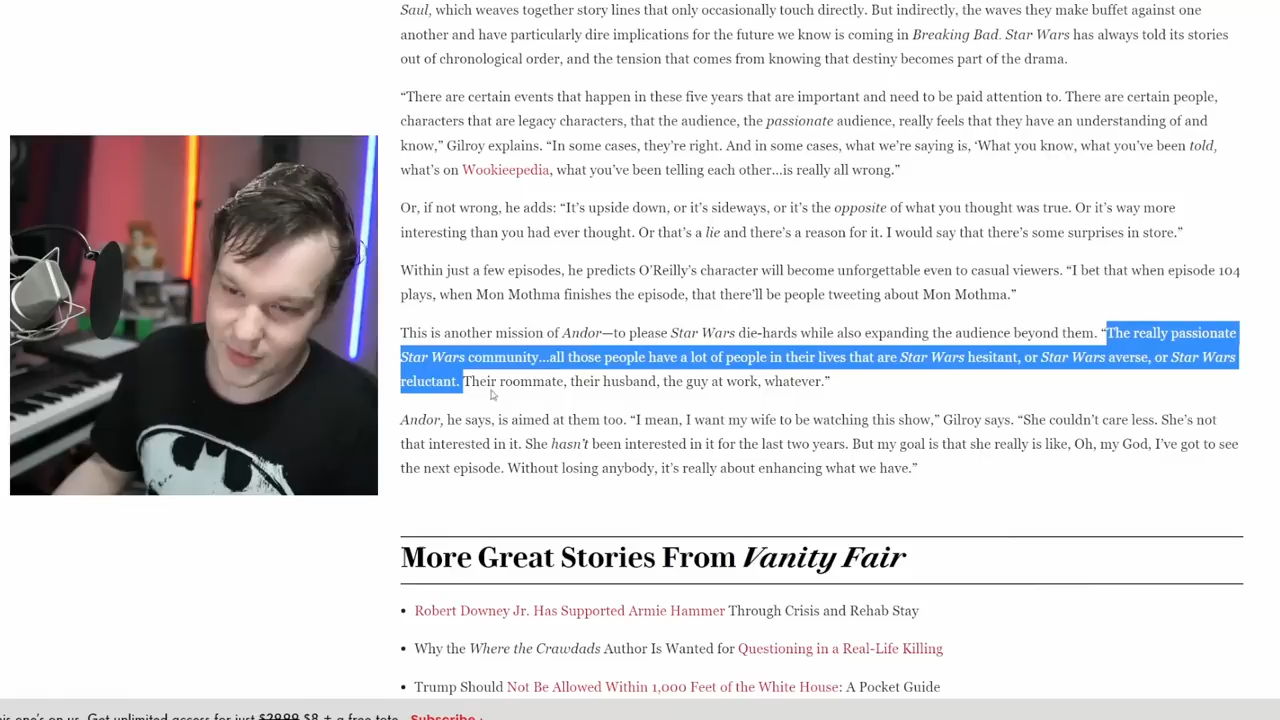 Saul, which weaves together story lines that only occasionally touch directly. But indirectly, the waves they make buffet against one
another and have particularly dire implications for the future we know is coming in Breaking Bad. Star Wars has always told its stories
out of chronological order, and the tension that comes from knowing that destiny becomes part of the drama.
“There are certain events that happen in these five years that are important and need to be paid attention to. There are certain people,
characters that are legacy characters, that the audience, the passionate audience, really feels that they have an understanding of and
know,” Gilroy explains. “In some cases, they’re right. And in some cases, what we’re saying is, ‘What you know, what you’ve been told,
what’s on Wookieepedia, what you’ve been telling each other…is really all wrong.”
Or, if not wrong, he adds: “It’s upside down, or it’s sideways, or it’s the opposite of what you thought was true. Or it’s way more
interesting than you had ever thought. Or that’s a lie and there’s a reason for it. I would say that there’s some surprises in store.”
Within just a few episodes, he predicts O’Reilly’s character will become unforgettable even to casual viewers. “I bet that when episode 104
plays, when Mon Mothma finishes the episode, that there’ll be people tweeting about Mon Mothma.”
This is another mission of Andor—to please Star Wars die-hards while also expanding the audience beyond them. “The really passionate
Star Wars community…all those people have a lot of people in their lives that are Star Wars hesitant, or Star Wars averse, or Star Wars
reluctant. Their roommate, their husband, the guy at work, whatever.”
Andor, he says, is aimed at them too. “I mean, I want my wife to be watching this show,” Gilroy says. “She couldn’t care less. She’s not
that interested in it. She hasn’t been interested in it for the last two years. But my goal is that she really is like, Oh, my God, I’ve got to see
the next episode. Without losing anybody, it’s really about enhancing what we have.”
More Great Stories From Vanity Fair
• Robert Downey Jr. Has Supported Armie Hammer Through Crisis and Rehab Stay
• Why the Where the Crawdads Author Is Wanted for Questioning in a Real-Life Killing
• Trump Should Not Be Allowed Within 1,000 Feet of the White House: A Pocket Guide
one's on us. Get unlimited access for just $29.99 $8 + a free tote. Subscribe ›